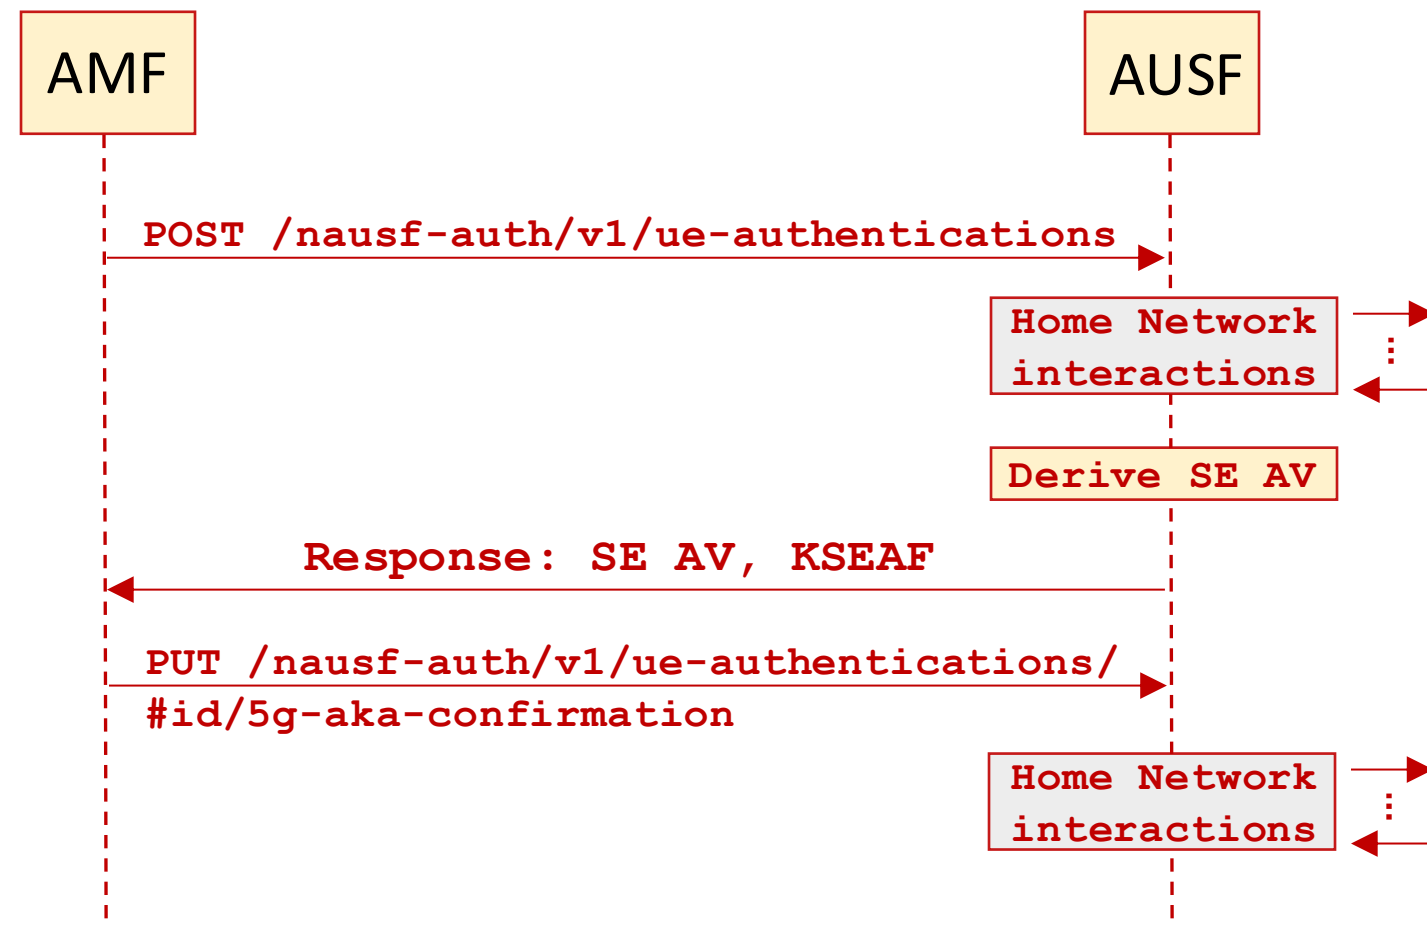 AMF
AUSF
POST /nausf-auth/v1/ue-authentications
Home Network
interactions
Derive SE AV
Response: SE AV, KSEAF
PUT /nausf-auth/v1/ue-authentications/
#id/5g-aka-confirmation
Home Network
interactions